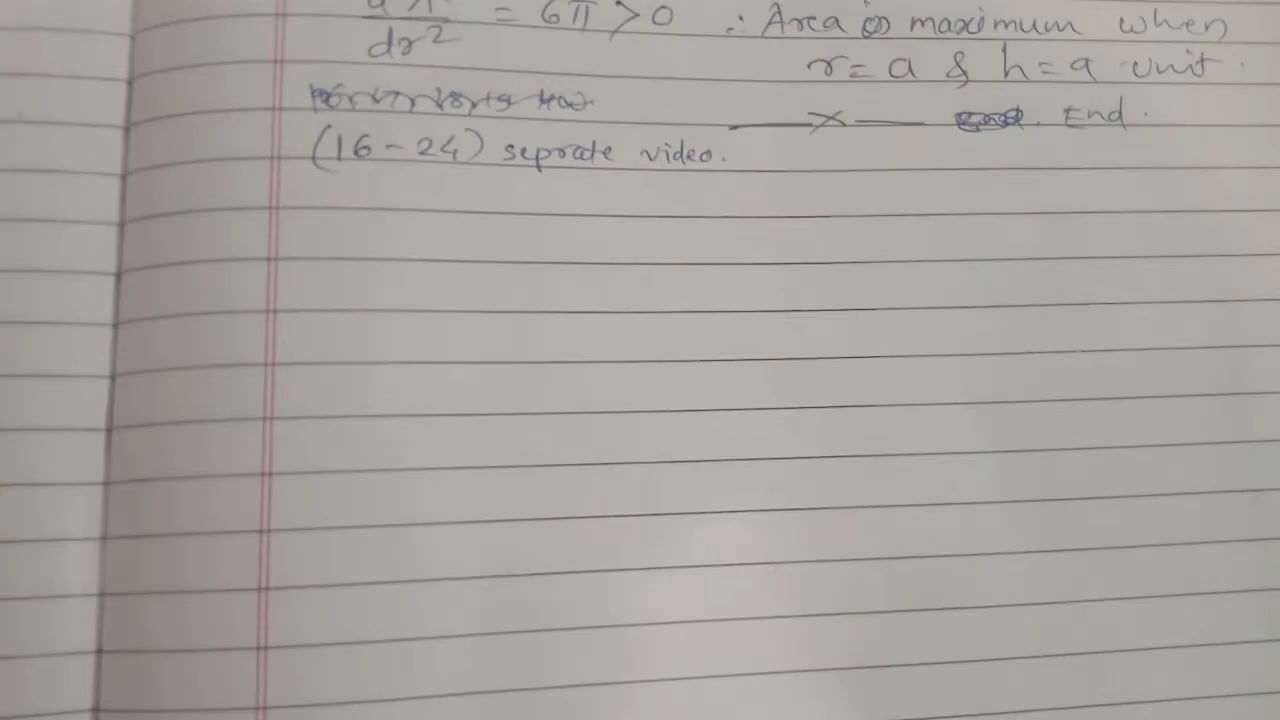 dr² = 6π > 0 ∴ Area is maximum when
r = a & h = a unit.
—x— End.
(16-24) seprate video.